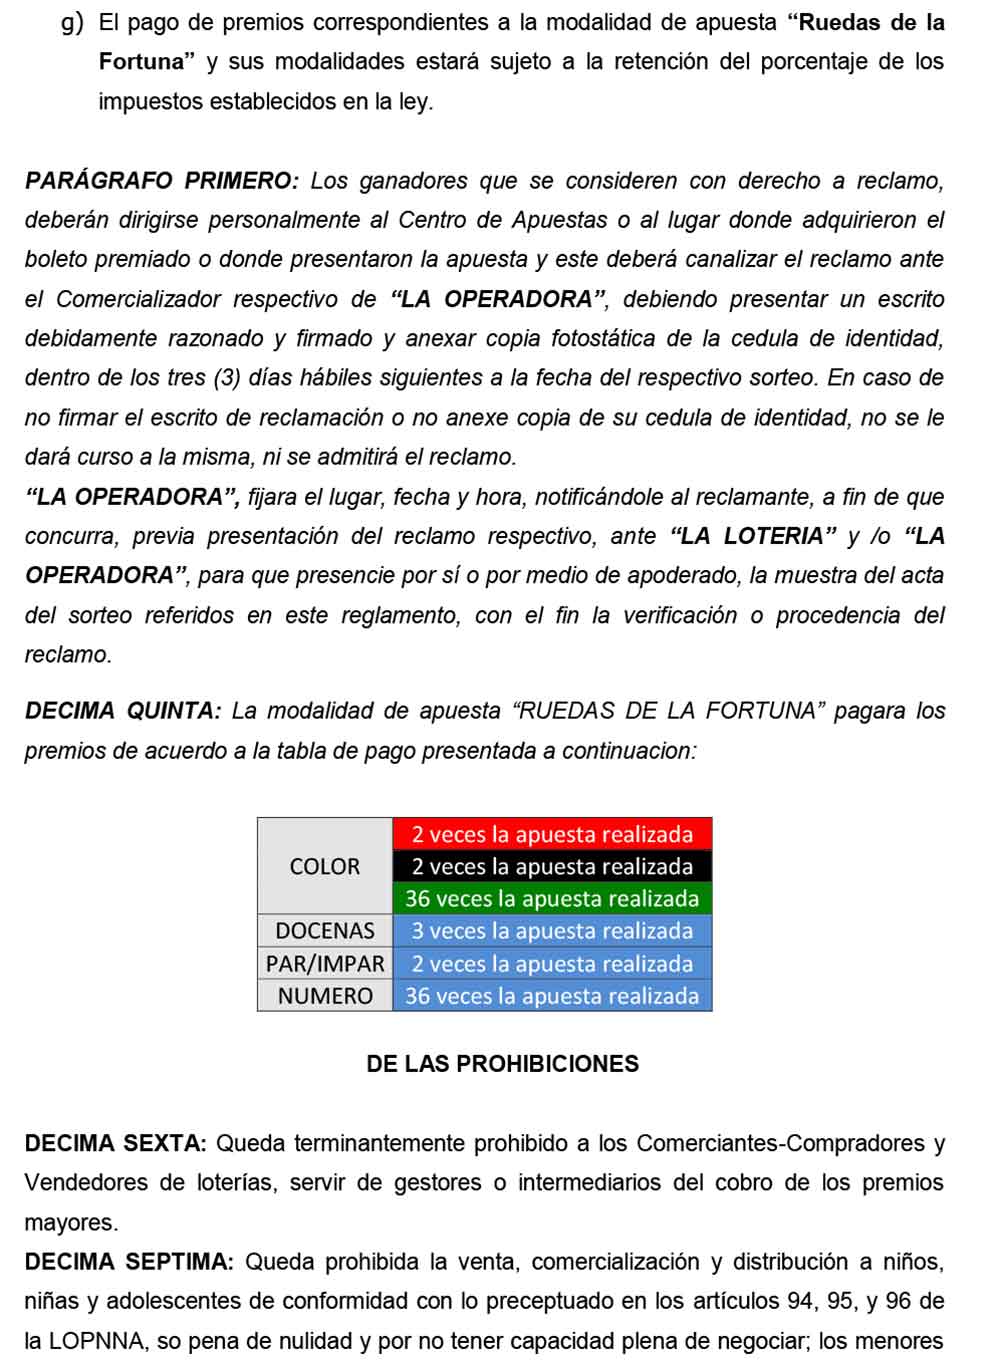 g) El pago de premios correspondientes a la modalidad de apuesta “Ruedas de la
Fortuna” y sus modalidades estará sujeto a la retención del porcentaje de los
impuestos establecidos en la ley.
PARÁGRAFO PRIMERO: Los ganadores que se consideren con derecho a reclamo,
deberán dirigirse personalmente al Centro de Apuestas o al lugar donde adquirieron el
boleto premiado o donde presentaron la apuesta y este deberá canalizar el reclamo ante
el Comercializador respectivo de “LA OPERADORA”, debiendo presentar un escrito
debidamente razonado y firmado y anexar copia fotostática de la cedula de identidad,
dentro de los tres (3) días hábiles siguientes a la fecha del respectivo sorteo. En caso de
no firmar el escrito de reclamación o no anexe copia de su cedula de identidad, no se le
dará curso a la misma, ni se admitirá el reclamo.
“LA OPERADORA”, fijara el lugar, fecha y hora, notificándole al reclamante, a fin de que
concurra, previa presentación del reclamo respectivo, ante “LA LOTERIA” y /o “LA
OPERADORA”, para que presencie por sí o por medio de apoderado, la muestra del acta
del sorteo referidos en este reglamento, con el fin la verificación o procedencia del
reclamo.
DECIMA QUINTA: La modalidad de apuesta “RUEDAS DE LA FORTUNA” pagara los
premios de acuerdo a la tabla de pago presentada a continuacion:
COLOR
2 veces la apuesta realizada
2 veces la apuesta realizada
36 veces la apuesta realizada
DOCENAS 3 veces la apuesta realizada
PAR/IMPAR 2 veces la apuesta realizada
NUMERO 36 veces la apuesta realizada
DE LAS PROHIBICIONES
DECIMA SEXTA: Queda terminantemente prohibido a los Comerciantes-Compradores y
Vendedores de loterías, servir de gestores o intermediarios del cobro de los premios
mayores.
DECIMA SEPTIMA: Queda prohibida la venta, comercialización y distribución a niños,
niñas y adolescentes de conformidad con lo preceptuado en los artículos 94, 95, y 96 de
la LOPNNA, so pena de nulidad y por no tener capacidad plena de negociar; los menores